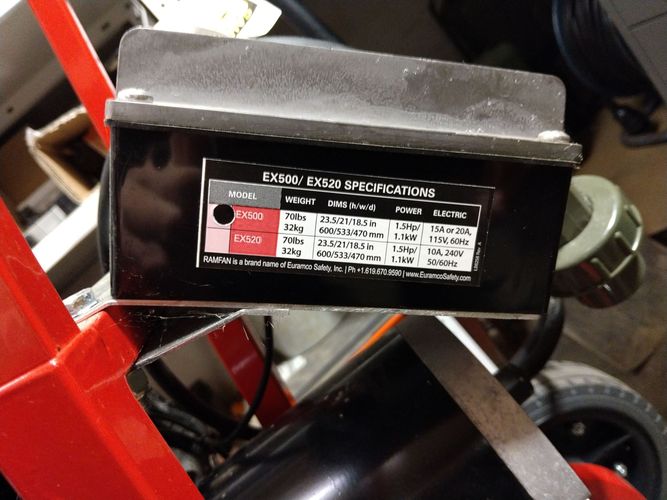 EX500/ EX520 SPECIFICATIONS
MODEL WEIGHT DIMS (h/w/d) POWER ELECTRIC
EX500 70lbs 32kg 23.5/21/18.5 in 600/533/470 mm 1.5Hp/ 1.1kW 15A or 20A, 115V, 60Hz
EX520 70lbs 32kg 23.5/21/18.5 in 600/533/470 mm 1.5Hp/ 1.1kW 10A, 240V 50/60Hz
RAMFAN is a brand name of Euramco Safety, Inc. | Ph +1.619.670.9590 | www.EuramcoSafety.com